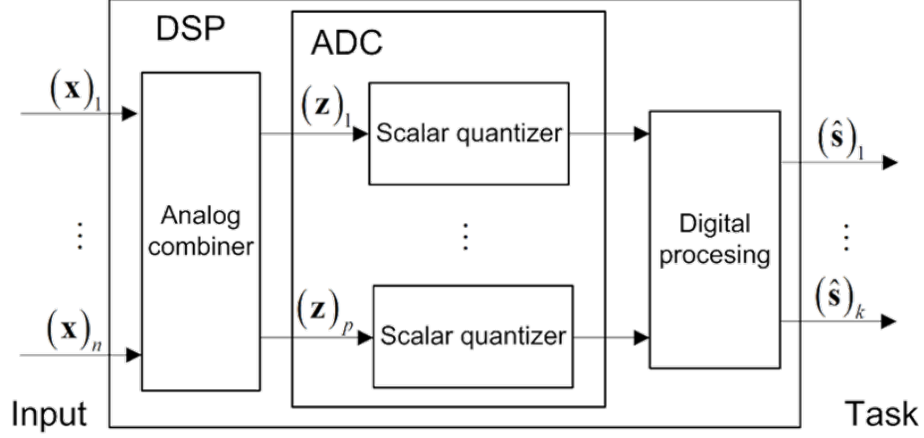 DSP
ADC
(x)₁
(z)₁
Scalar quantizer
(ŝ)₁
Analog
combiner
⋮
Digital
procesing
(x)ₙ
(z)ₚ
Scalar quantizer
(ŝ)ₖ
Input
Task